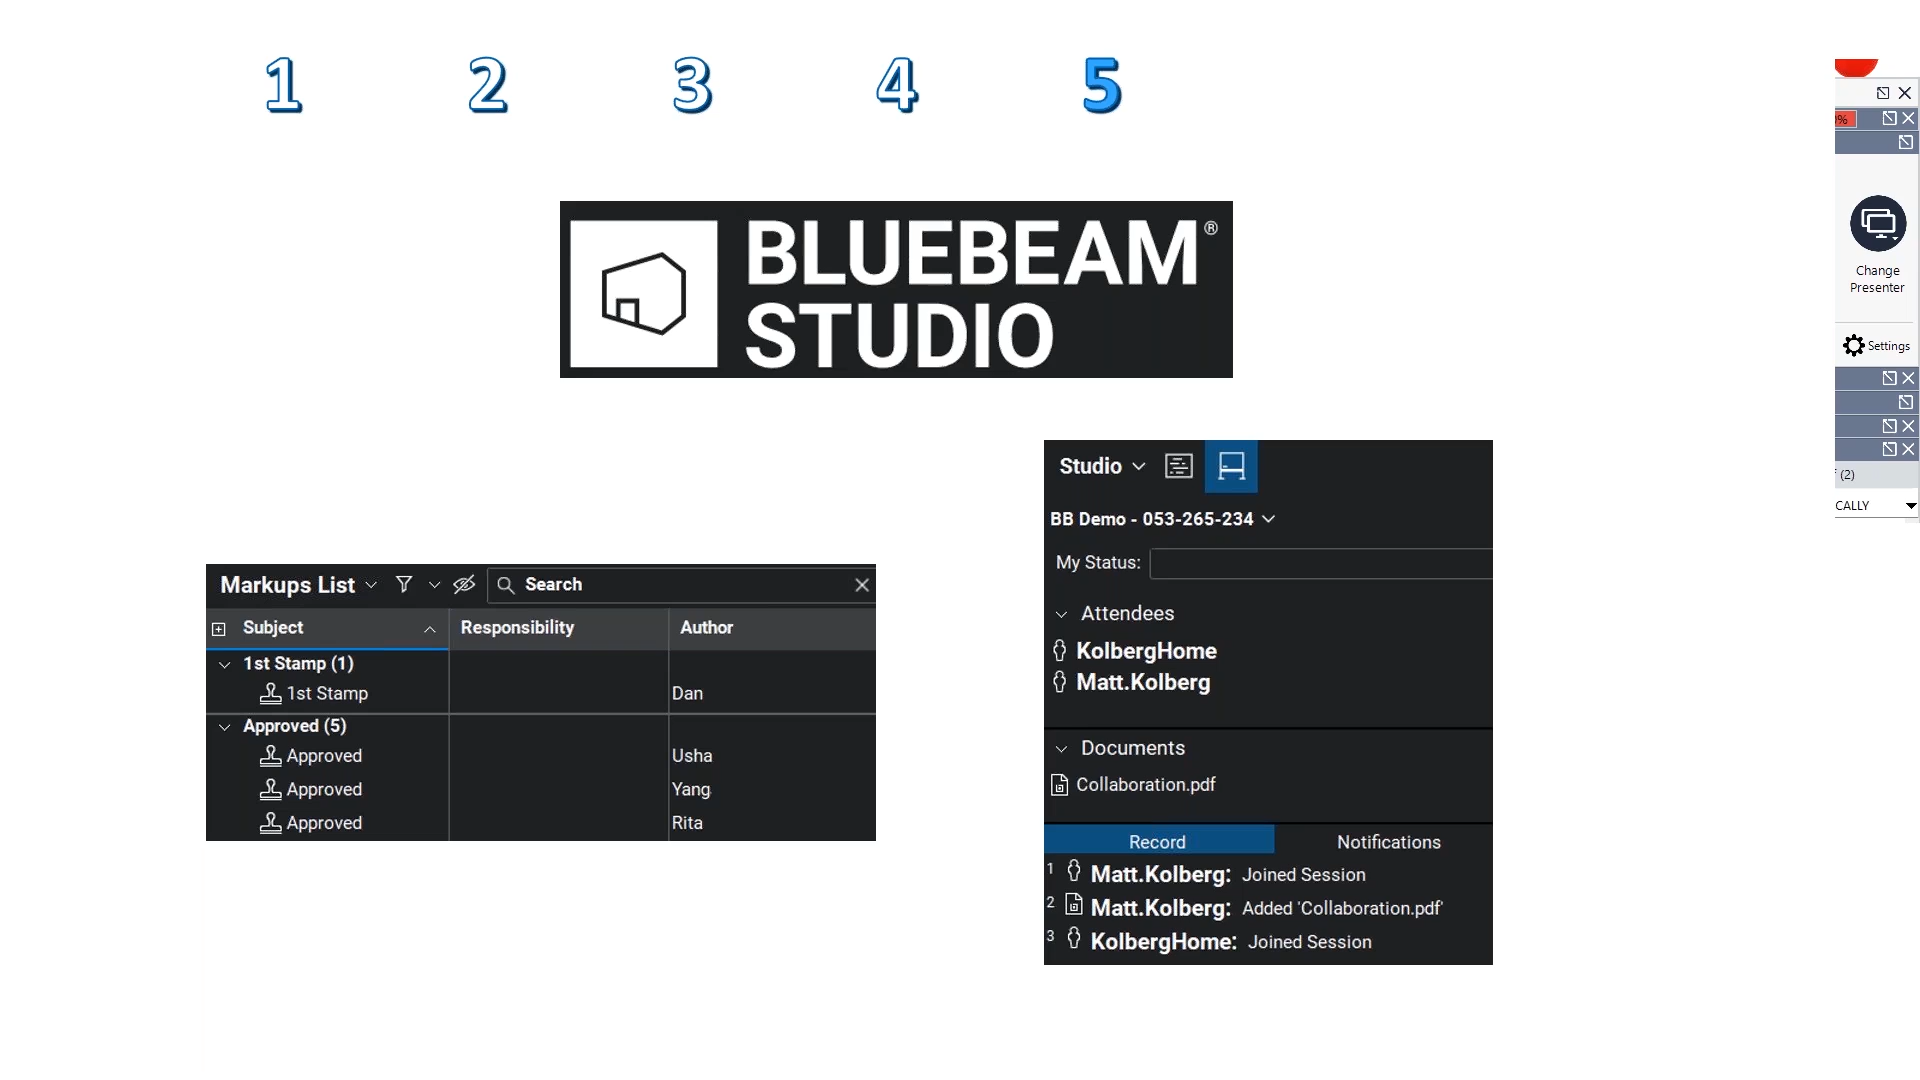 1 2 3 4 5
BLUEBEAM®
STUDIO
Markups List
Search
Subject Responsibility Author
1st Stamp (1)
1st Stamp Dan
Approved (5)
Approved Usha
Approved Yang
Approved Rita
Studio
BB Demo - 053-265-234
My Status:
Attendees
KolbergHome
Matt.Kolberg
Documents
Collaboration.pdf
Record Notifications
1 Matt.Kolberg: Joined Session
2 Matt.Kolberg: Added 'Collaboration.pdf'
3 KolbergHome: Joined Session
%
Change
Presenter
Settings
(2)
CALLY